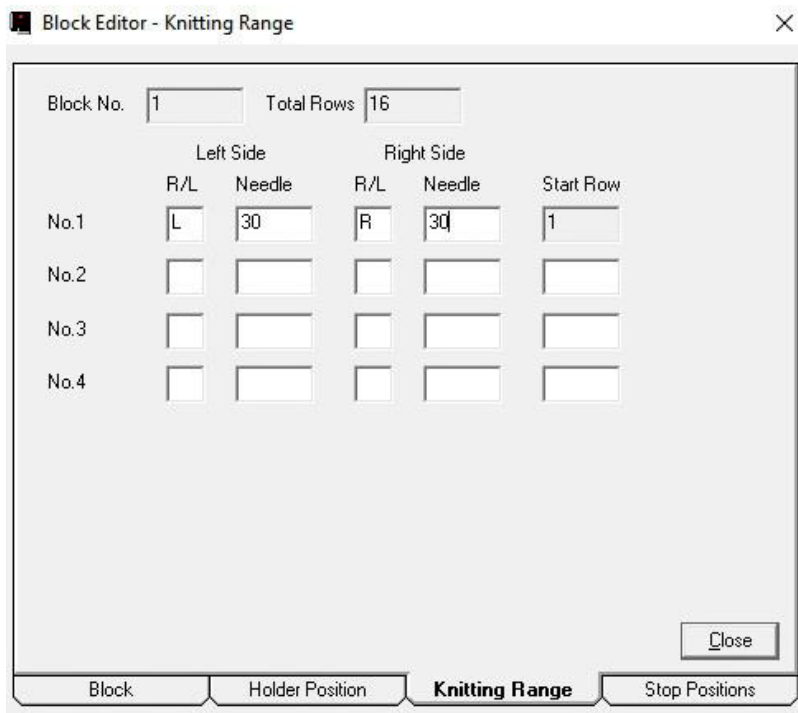 Block Editor - Knitting Range
Block No. 1 Total Rows 16
Left Side Right Side
R/L Needle R/L Needle Start Row
No.1 L 30 R 30 1
No.2
No.3
No.4
Close
Block Holder Position Knitting Range Stop Positions